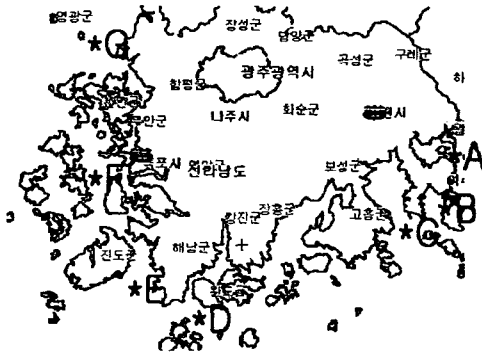 영광군 장성군 담양군
* G 곡성군 구례군
광주광역시 하
함평군
나주시 화순군
무안군
* A
* F 전라남도 보성군
* B
강진군 장흥군 고흥군 * C
해남군
진도군
* E
* D